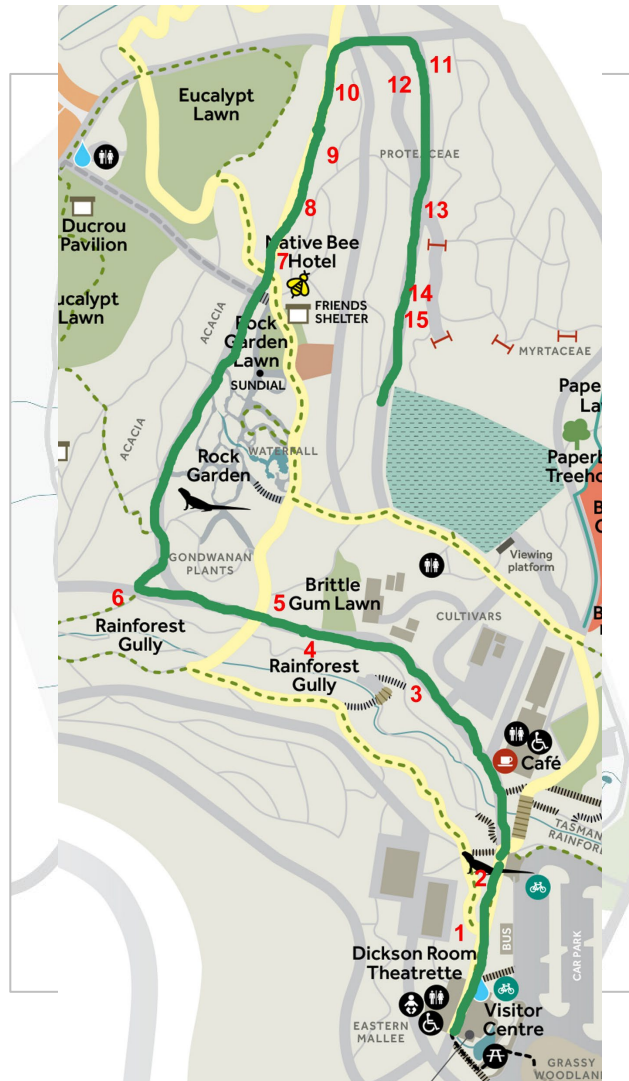 11
10
12
Eucalypt
Lawn
9
PROTEACEAE
8
13
Ducrou
Pavilion
Native Bee
Hotel
7
14
ucalypt
Lawn
ACACIA
FRIENDS
SHELTER
15
Rock
Garden
Lawn
MYRTACEAE
SUNDIAL
Pape
La
ACACIA
WATERFALL
Rock
Garden
Paperb
Treeho
B
G
GONDWANAN
PLANTS
Viewing
platform
6
5
Brittle
Gum Lawn
CULTIVARS
Rainforest
Gully
4
Rainforest
Gully
3
Café
TASMAN
RAINFOR
2
1
BUS
CAR PARK
Dickson Room
Theatrette
Visitor
Centre
EASTERN
MALLEE
GRASSY
WOODLAN